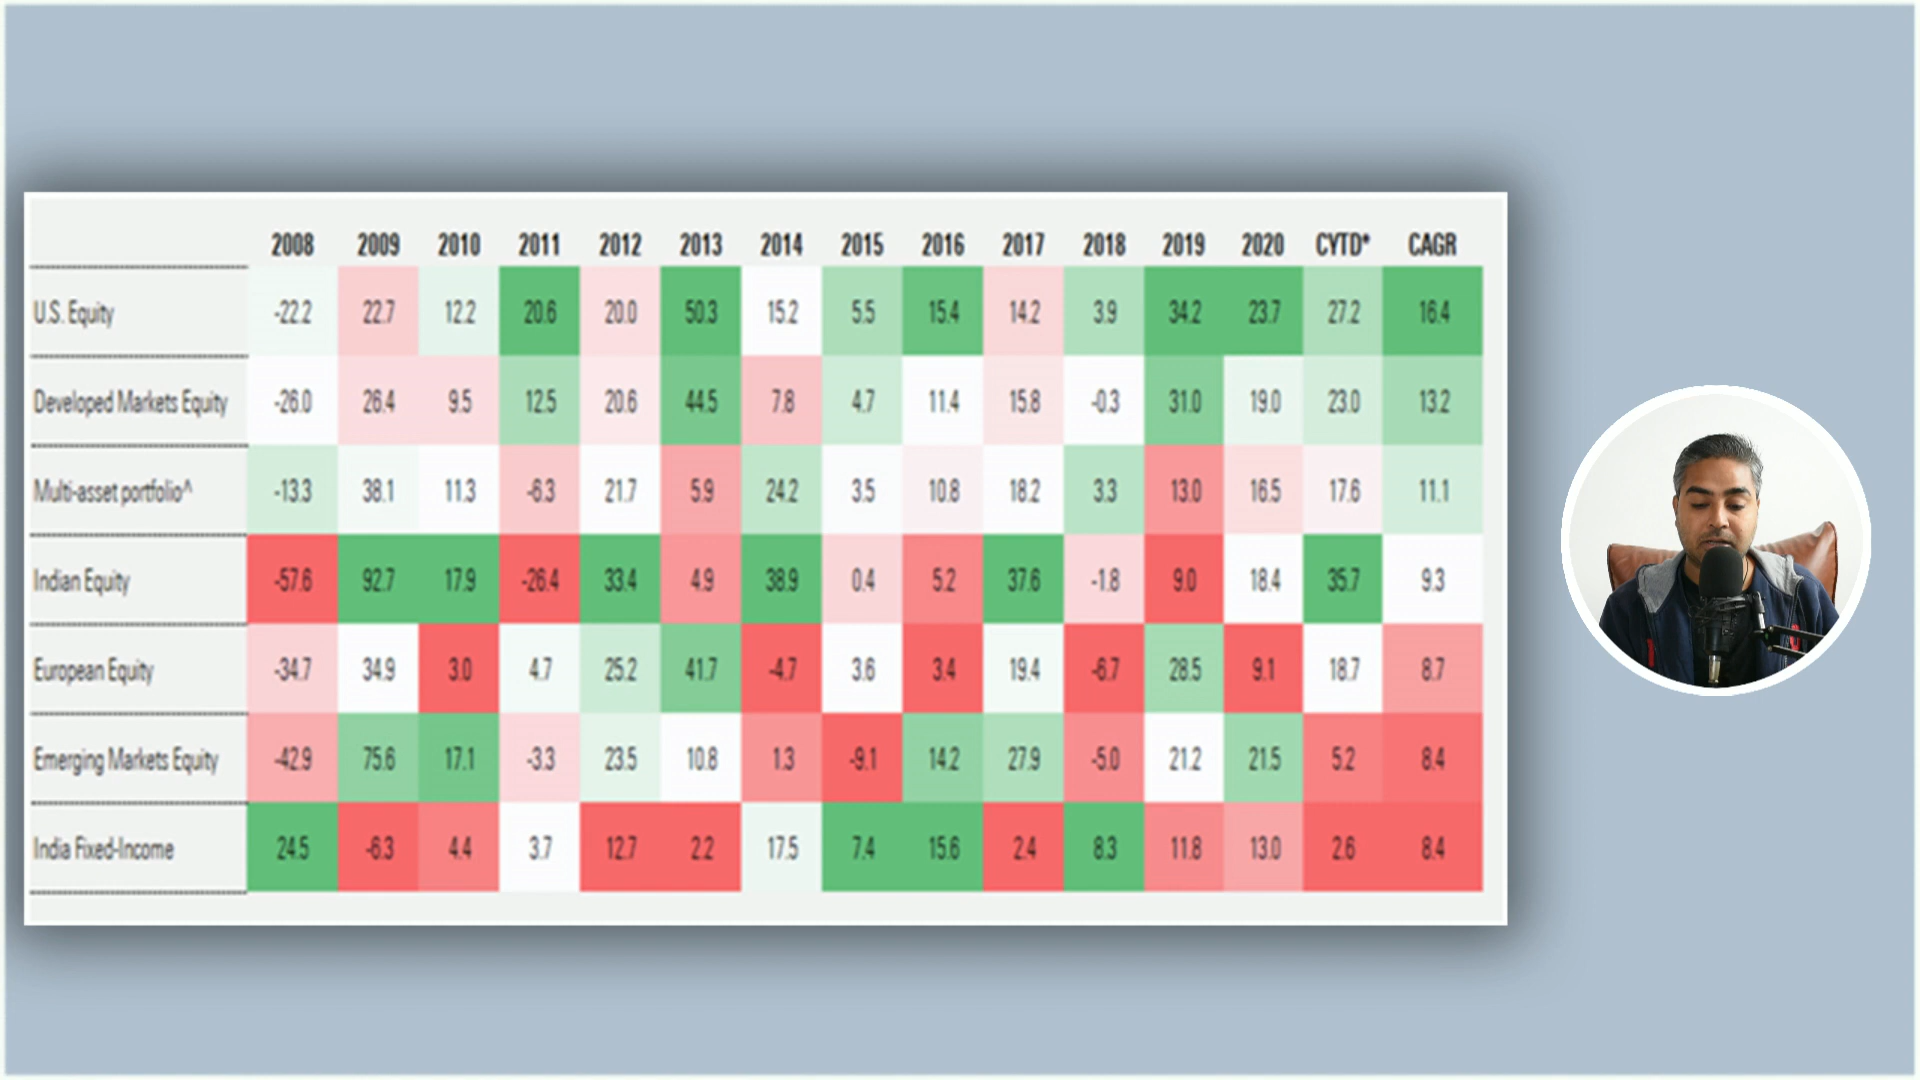 2008 2009 2010 2011 2012 2013 2014 2015 2016 2017 2018 2019 2020 CYTD* CAGR
U.S. Equity -22.2 22.7 12.2 20.6 20.0 50.3 15.2 5.5 15.4 14.2 3.9 34.2 23.7 27.2 16.4
Developed Markets Equity -26.0 26.4 9.5 12.5 20.6 44.5 7.8 4.7 11.4 15.8 -0.3 31.0 19.0 23.0 13.2
Multi-asset portfolio^ -13.3 38.1 11.3 -6.3 21.7 5.9 24.2 3.5 10.8 18.2 3.3 13.0 16.5 17.6 11.1
Indian Equity -57.6 92.7 17.9 -26.4 33.4 4.9 38.9 0.4 5.2 37.6 -1.8 9.0 18.4 35.7 9.3
European Equity -34.7 34.9 3.0 4.7 25.2 41.7 -4.7 3.6 3.4 19.4 -6.7 28.5 9.1 18.7 8.7
Emerging Markets Equity -42.9 75.6 17.1 -3.3 23.5 10.8 1.3 -9.1 14.2 27.9 -5.0 21.2 21.5 5.2 8.4
India Fixed-Income 24.5 -6.3 4.4 3.7 12.7 2.2 17.5 7.4 15.6 2.4 8.3 11.8 13.0 2.6 8.4